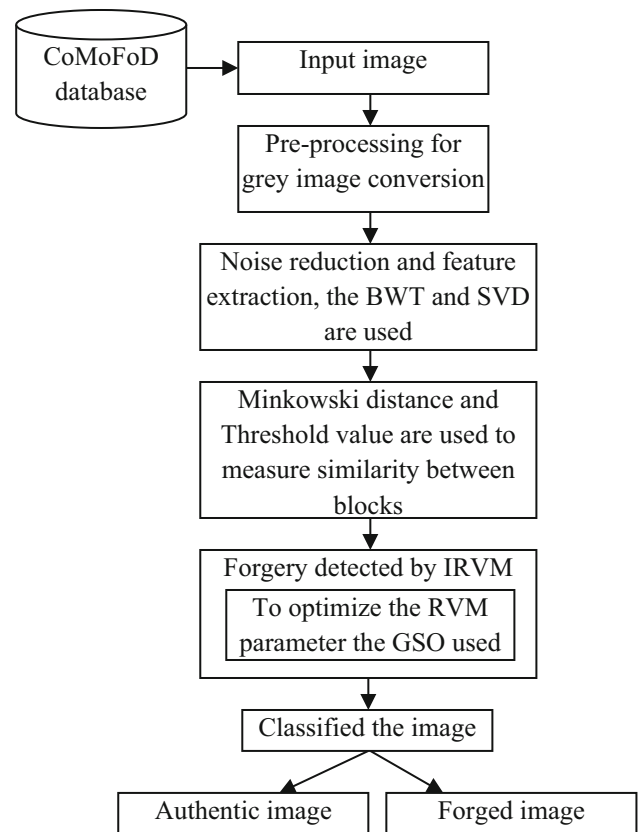 CoMoFoD
database
Input image
Pre-processing for
grey image conversion
Noise reduction and feature
extraction, the BWT and SVD
are used
Minkowski distance and
Threshold value are used to
measure similarity between
blocks
Forgery detected by IRVM
To optimize the RVM
parameter the GSO used
Classified the image
Authentic image
Forged image